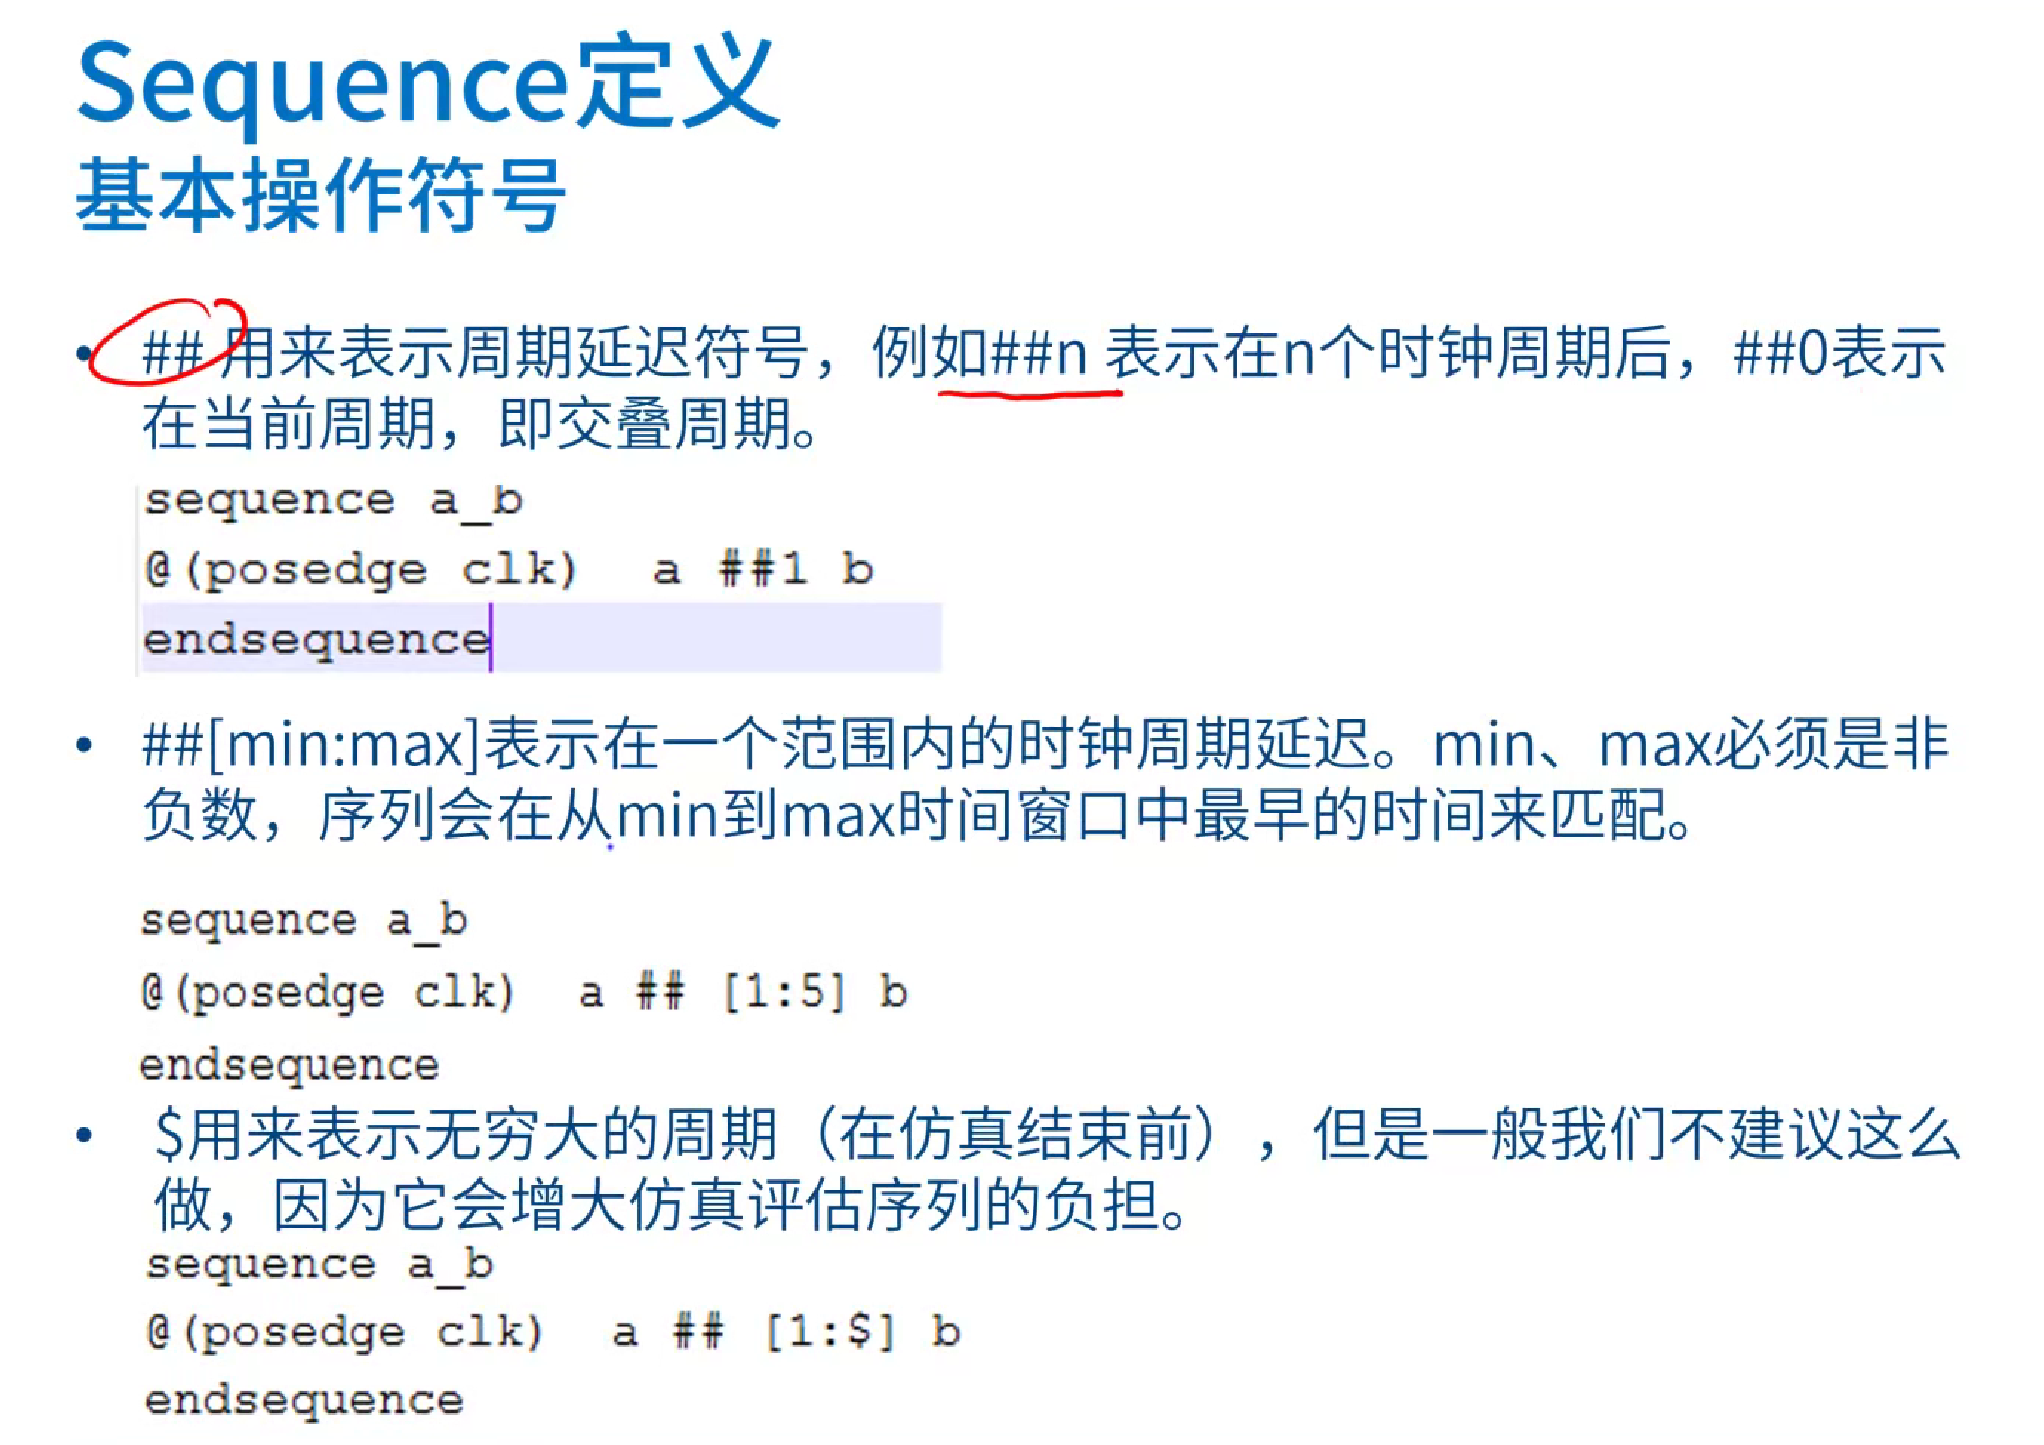 Sequence定义
基本操作符号
• ## 用来表示周期延迟符号，例如##n 表示在n个时钟周期后，##0表示
在当前周期，即交叠周期。
sequence a_b
@(posedge clk)  a ##1 b
endsequence
• ##[min:max]表示在一个范围内的时钟周期延迟。min、max必须是非
负数，序列会在从min到max时间窗口中最早的时间来匹配。
sequence a_b
@(posedge clk)  a ## [1:5] b
endsequence
• $用来表示无穷大的周期（在仿真结束前），但是一般我们不建议这么
做，因为它会增大仿真评估序列的负担。
sequence a_b
@(posedge clk)  a ## [1:$] b
endsequence